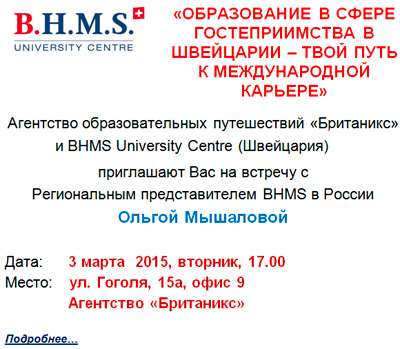 B.H.M.S.
UNIVERSITY CENTRE
«ОБРАЗОВАНИЕ В СФЕРЕ
ГОСТЕПРИИМСТВА В
ШВЕЙЦАРИИ – ТВОЙ ПУТЬ
К МЕЖДУНАРОДНОЙ
КАРЬЕРЕ»
Агентство образовательных путешествий «Британикс»
и BHMS University Centre (Швейцария)
приглашают Вас на встречу с
Региональным представителем BHMS в России
Ольгой Мышаловой
Дата: 3 марта 2015, вторник, 17.00
Место: ул. Гоголя, 15а, офис 9
Агентство «Британикс»
Подробнее…